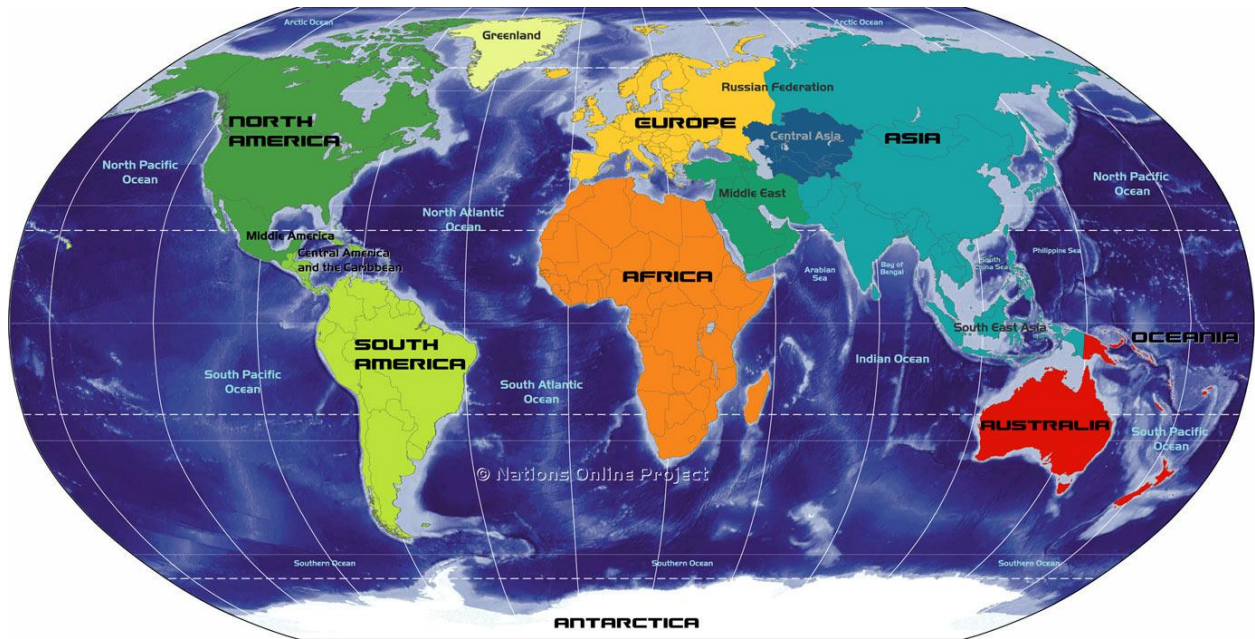 Arctic Ocean
Arctic Ocean
Greenland
Russian Federation
NORTH
AMERICA
EUROPE
Central Asia
ASIA
North Pacific
Ocean
Middle East
North Pacific
Ocean
North Atlantic
Ocean
Middle America
Central America
and the Caribbean
Philippine Sea
Arabian
Sea
Bay of
Bengal
South
China Sea
AFRICA
South East Asia
OCEANIA
SOUTH
AMERICA
Indian Ocean
South Pacific
Ocean
South Atlantic
Ocean
AUSTRALIA
South Pacific
Ocean
© Nations Online Project
Southern Ocean
Southern Ocean
Southern Ocean
ANTARCTICA